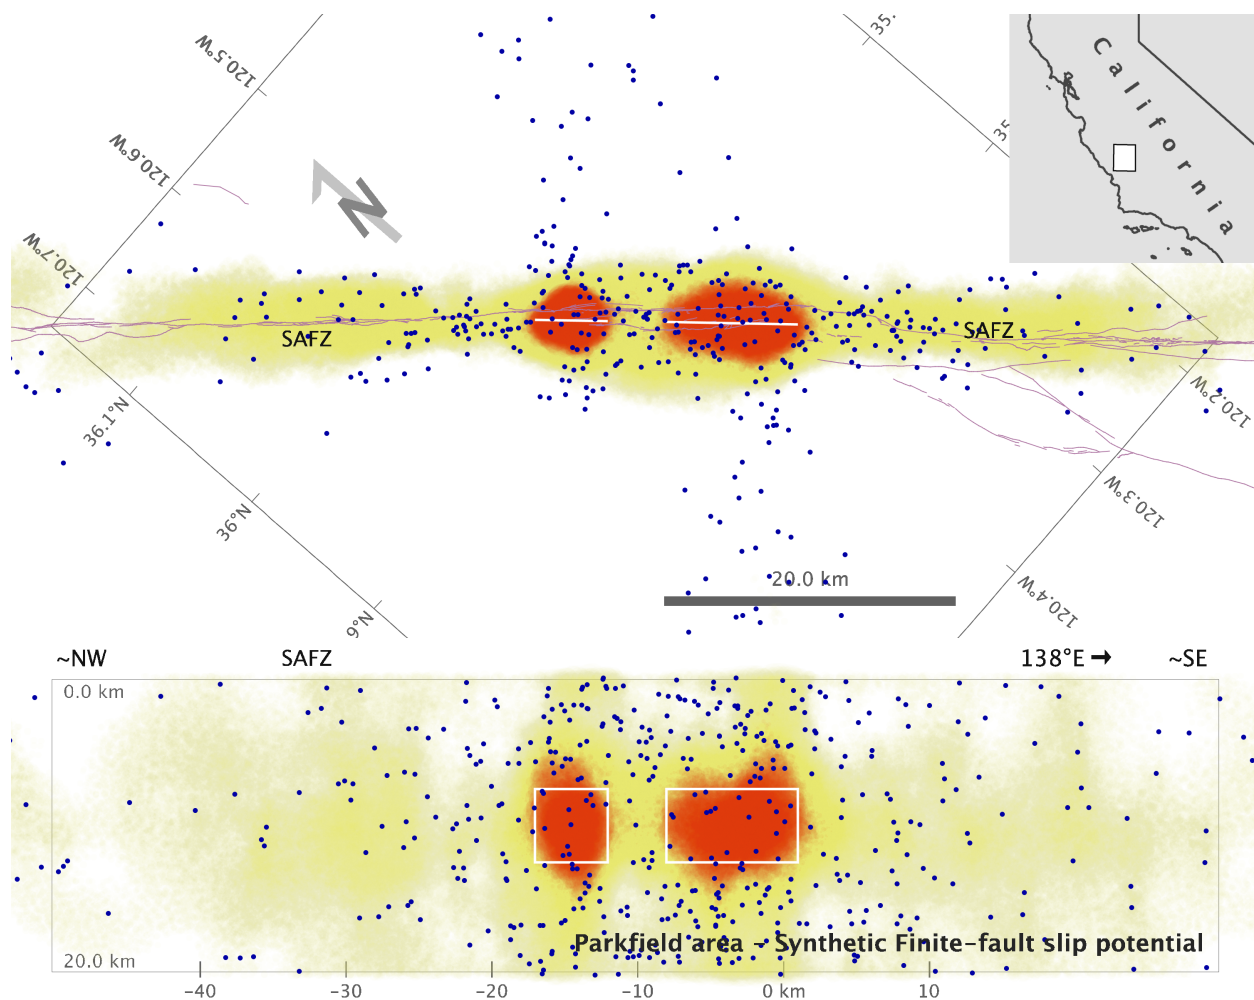 120.5°W
120.6°W
120.7°W
35.
35
California
N
SAFZ
SAFZ
36.1°N
36°N
9°N
120.2°W
120.3°W
120.4°W
20.0 km
~NW
SAFZ
138°E ➞
~SE
0.0 km
20.0 km
Parkfield area – Synthetic Finite–fault slip potential
−40
−30
−20
−10
0 km
10